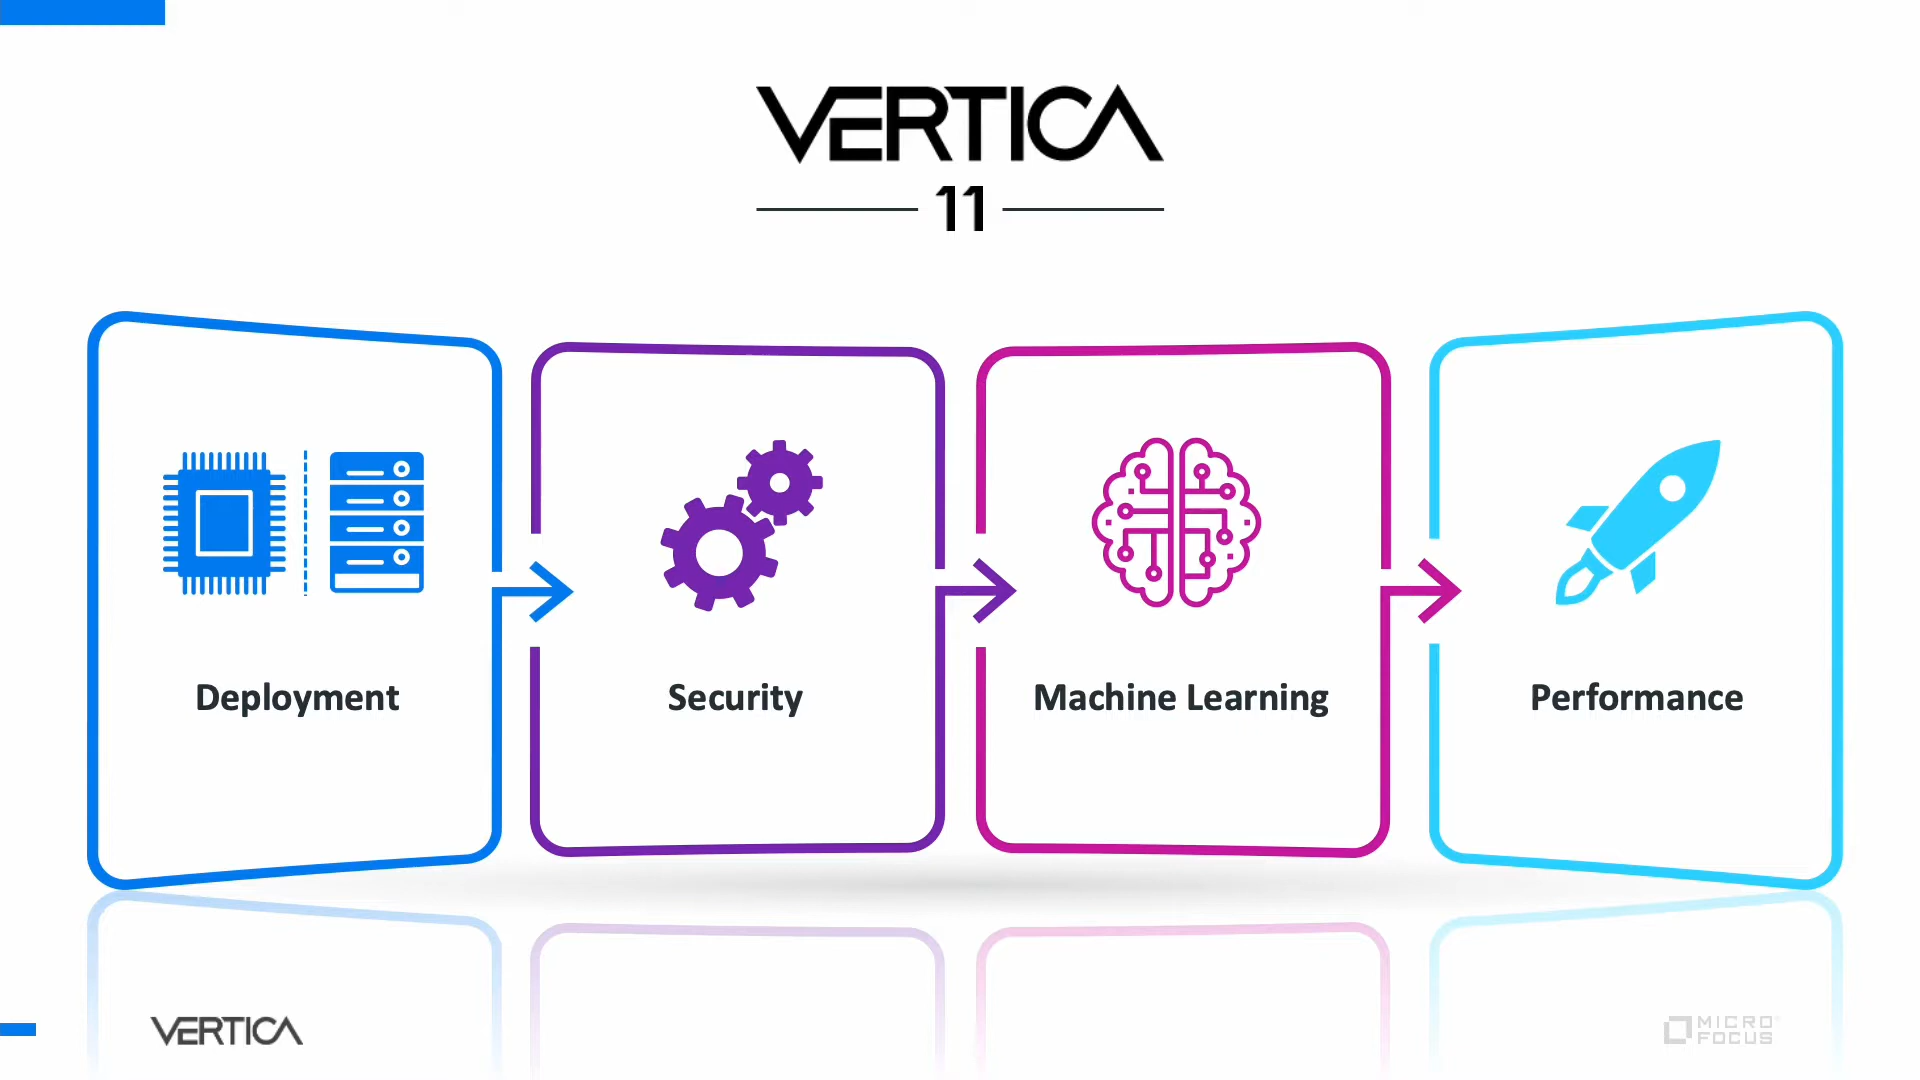 VERTICA
11
Deployment
Security
Machine Learning
Performance
VERTICA
MICRO
FOCUS